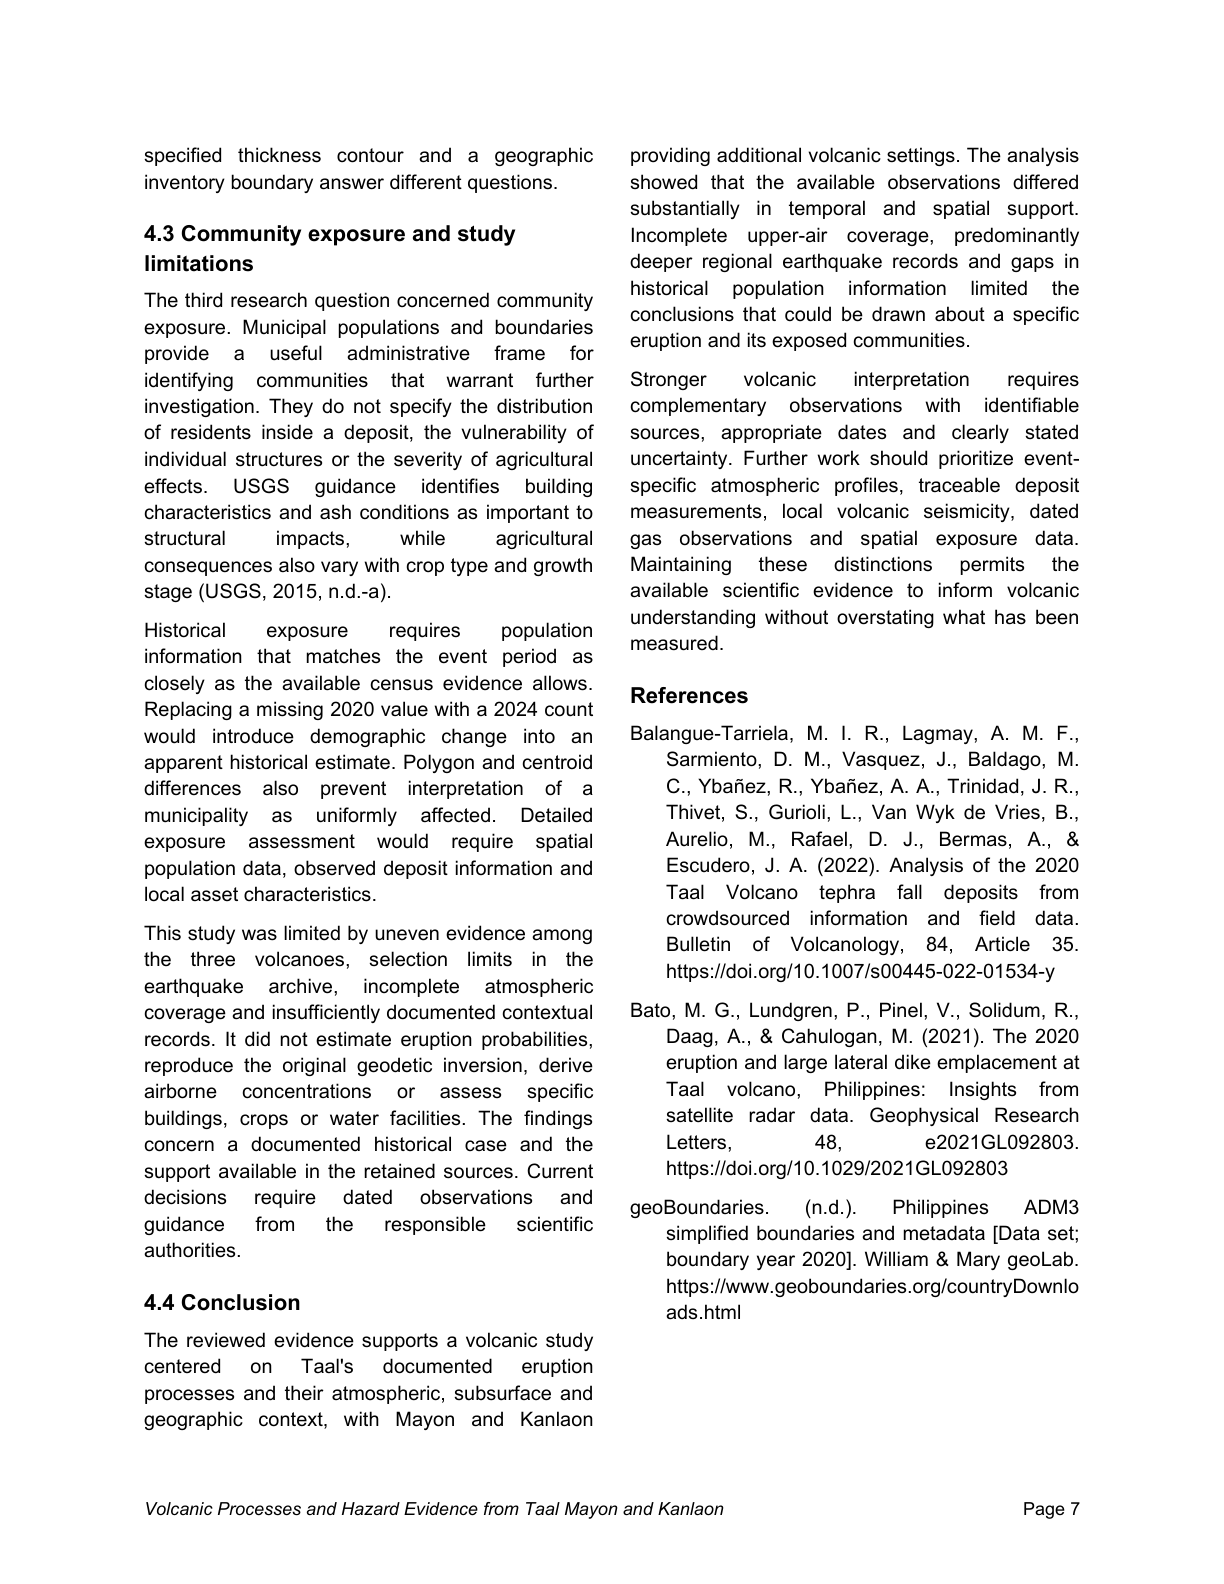 specified thickness contour and a geographic
inventory boundary answer different questions.
4.3 Community exposure and study
limitations
The third research question concerned community
exposure. Municipal populations and boundaries
provide a useful administrative frame for
identifying communities that warrant further
investigation. They do not specify the distribution
of residents inside a deposit, the vulnerability of
individual structures or the severity of agricultural
effects. USGS guidance identifies building
characteristics and ash conditions as important to
structural impacts, while agricultural
consequences also vary with crop type and growth
stage (USGS, 2015, n.d.-a).
Historical exposure requires population
information that matches the event period as
closely as the available census evidence allows.
Replacing a missing 2020 value with a 2024 count
would introduce demographic change into an
apparent historical estimate. Polygon and centroid
differences also prevent interpretation of a
municipality as uniformly affected. Detailed
exposure assessment would require spatial
population data, observed deposit information and
local asset characteristics.
This study was limited by uneven evidence among
the three volcanoes, selection limits in the
earthquake archive, incomplete atmospheric
coverage and insufficiently documented contextual
records. It did not estimate eruption probabilities,
reproduce the original geodetic inversion, derive
airborne concentrations or assess specific
buildings, crops or water facilities. The findings
concern a documented historical case and the
support available in the retained sources. Current
decisions require dated observations and
guidance from the responsible scientific
authorities.
4.4 Conclusion
The reviewed evidence supports a volcanic study
centered on Taal's documented eruption
processes and their atmospheric, subsurface and
geographic context, with Mayon and Kanlaon
providing additional volcanic settings. The analysis
showed that the available observations differed
substantially in temporal and spatial support.
Incomplete upper-air coverage, predominantly
deeper regional earthquake records and gaps in
historical population information limited the
conclusions that could be drawn about a specific
eruption and its exposed communities.
Stronger volcanic interpretation requires
complementary observations with identifiable
sources, appropriate dates and clearly stated
uncertainty. Further work should prioritize event-
specific atmospheric profiles, traceable deposit
measurements, local volcanic seismicity, dated
gas observations and spatial exposure data.
Maintaining these distinctions permits the
available scientific evidence to inform volcanic
understanding without overstating what has been
measured.
References
Balangue-Tarriela, M. I. R., Lagmay, A. M. F.,
Sarmiento, D. M., Vasquez, J., Baldago, M.
C., Ybañez, R., Ybañez, A. A., Trinidad, J. R.,
Thivet, S., Gurioli, L., Van Wyk de Vries, B.,
Aurelio, M., Rafael, D. J., Bermas, A., &
Escudero, J. A. (2022). Analysis of the 2020
Taal Volcano tephra fall deposits from
crowdsourced information and field data.
Bulletin of Volcanology, 84, Article 35.
https://doi.org/10.1007/s00445-022-01534-y
Bato, M. G., Lundgren, P., Pinel, V., Solidum, R.,
Daag, A., & Cahulogan, M. (2021). The 2020
eruption and large lateral dike emplacement at
Taal volcano, Philippines: Insights from
satellite radar data. Geophysical Research
Letters, 48, e2021GL092803.
https://doi.org/10.1029/2021GL092803
geoBoundaries. (n.d.). Philippines ADM3
simplified boundaries and metadata [Data set;
boundary year 2020]. William & Mary geoLab.
https://www.geoboundaries.org/countryDownlo
ads.html
Volcanic Processes and Hazard Evidence from Taal Mayon and Kanlaon
Page 7